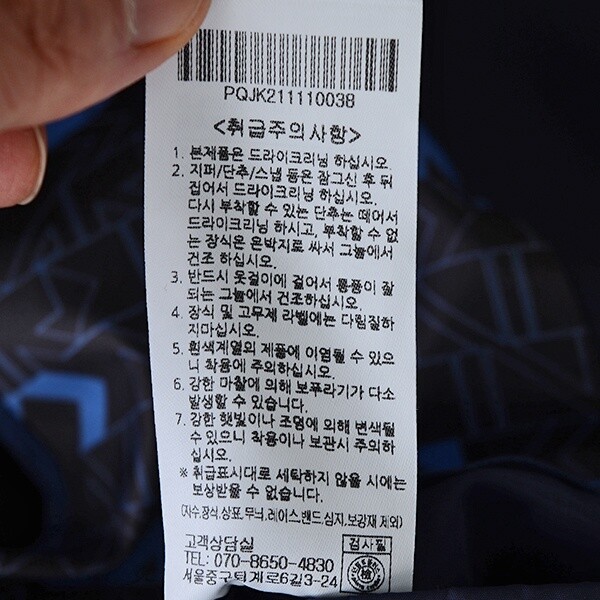 PQJK211110038
<취급주의사항>
1. 본제품은 드라이크리닝 하십시오
2. 지퍼/단추/스냅 등은 잠그신 후 뒤
집어서 드라이크리닝 하십시오.
다시 부착할 수 있는 단추는 떼어서
드라이크리닝 하시고, 부착할 수 없
는 장식은 은박지로 싸서 그늘에서
건조 하십시오.
3. 반드시 옷걸이에 걸어서 통풍이 잘
되는 그늘에서 건조하십시오.
4. 장식 및 고무제 라벨에는 다림질하
지마십시오.
5. 흰색계열의 제품에 이염될 수 있으
니 착용에 주의하십시오.
6. 강한 마찰에 의해 보푸라기가 다소
발생할 수 있습니다.
7. 강한 햇빛이나 조명에 의해 변색될
수 있으니 착용이나 보관시 주의하
십시오.
※ 취급표시대로 세탁하지 않을 시에는
보상받을 수 없습니다.
(자수,장식,상표,무늬,레이스,밴드,심지,보강재 제외)
고객상담실
검사필
TEL: 070-8650-4830
서울중구퇴계로6길3-24